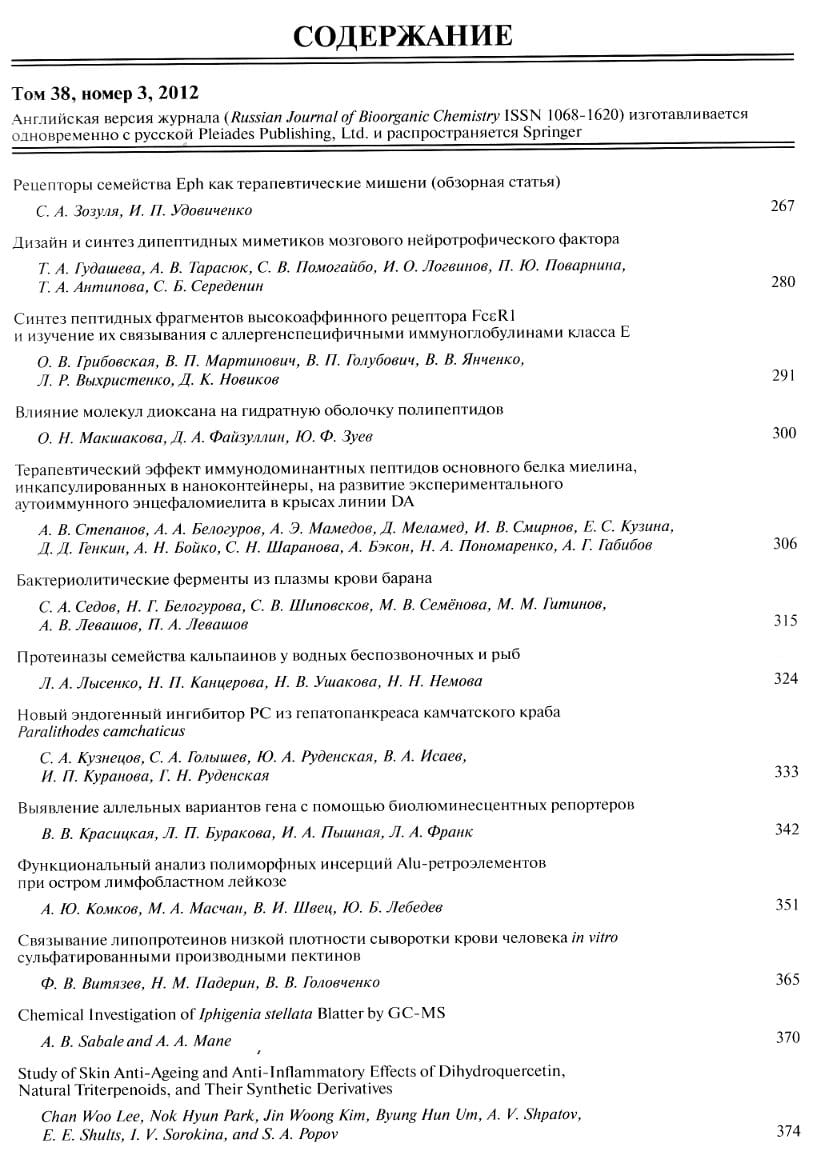 СОДЕРЖАНИЕ
Том 38, номер 3, 2012
Английская версия журнала (Russian Journal of Bioorganic Chemistry ISSN 1068-1620) изготавливается
одновременно с русской Pleiades Publishing, Ltd. и распространяется Springer
Рецепторы семейства Eph как терапевтические мишени (обзорная статья)
С. А. Зозуля, И. П. Удовиченко 267
Дизайн и синтез дипептидных миметиков мозгового нейротрофического фактора
Т. А. Гудашева, А. В. Тарасюк, С. В. Помогайбо, И. О. Логвинов, П. Ю. Поварнина,
Т. А. Антипова, С. Б. Середенин 280
Синтез пептидных фрагментов высокоаффинного рецептора FcεR1
и изучение их связывания с аллергенспецифичными иммуноглобулинами класса E
О. В. Грибовская, В. П. Мартинович, В. П. Голубович, В. В. Янченко,
Л. Р. Выхристенко, Д. К. Новиков 291
Влияние молекул диоксана на гидратную оболочку полипептидов
О. Н. Макшакова, Д. А. Файзуллин, Ю. Ф. Зуев 300
Терапевтический эффект иммунодоминантных пептидов основного белка миелина,
инкапсулированных в наноконтейнеры, на развитие экспериментального
аутоиммунного энцефаломиелита в крысах линии DA
А. В. Степанов, А. А. Белогуров, А. Э. Мамедов, Д. Меламед, И. В. Смирнов, Е. С. Кузина,
Д. Д. Генкин, А. Н. Бойко, С. Н. Шаранова, А. Бэкон, Н. А. Пономаренко, А. Г. Габибов 306
Бактериолитические ферменты из плазмы крови барана
С. А. Седов, Н. Г. Белогурова, С. В. Шиповсков, М. В. Семёнова, М. М. Гитинов,
А. В. Левашов, П. А. Левашов 315
Протеиназы семейства кальпаинов у водных беспозвоночных и рыб
Л. А. Лысенко, Н. П. Канцерова, Н. В. Ушакова, Н. Н. Немова 324
Новый эндогенный ингибитор PC из гепатопанкреаса камчатского краба
Paralithodes camchaticus
С. А. Кузнецов, С. А. Голышев, Ю. А. Руденская, В. А. Исаев,
И. П. Куранова, Г. Н. Руденская 333
Выявление аллельных вариантов гена с помощью биолюминесцентных репортеров
В. В. Красицкая, Л. П. Буракова, И. А. Пышная, Л. А. Франк 342
Функциональный анализ полиморфных инсерций Alu-ретроэлементов
при остром лимфобластном лейкозе
А. Ю. Комков, М. А. Масчан, В. И. Швец, Ю. Б. Лебедев 351
Связывание липопротеинов низкой плотности сыворотки крови человека in vitro
сульфатированными производными пектинов
Ф. В. Витязев, Н. М. Падерин, В. В. Головченко 365
Chemical Investigation of Iphigenia stellata Blatter by GC-MS
A. B. Sabale and A. A. Mane 370
Study of Skin Anti-Ageing and Anti-Inflammatory Effects of Dihydroquercetin,
Natural Triterpenoids, and Their Synthetic Derivatives
Chan Woo Lee, Nok Hyun Park, Jin Woong Kim, Byung Hun Um, A. V. Shpatov,
E. E. Shults, I. V. Sorokina, and S. A. Popov 374